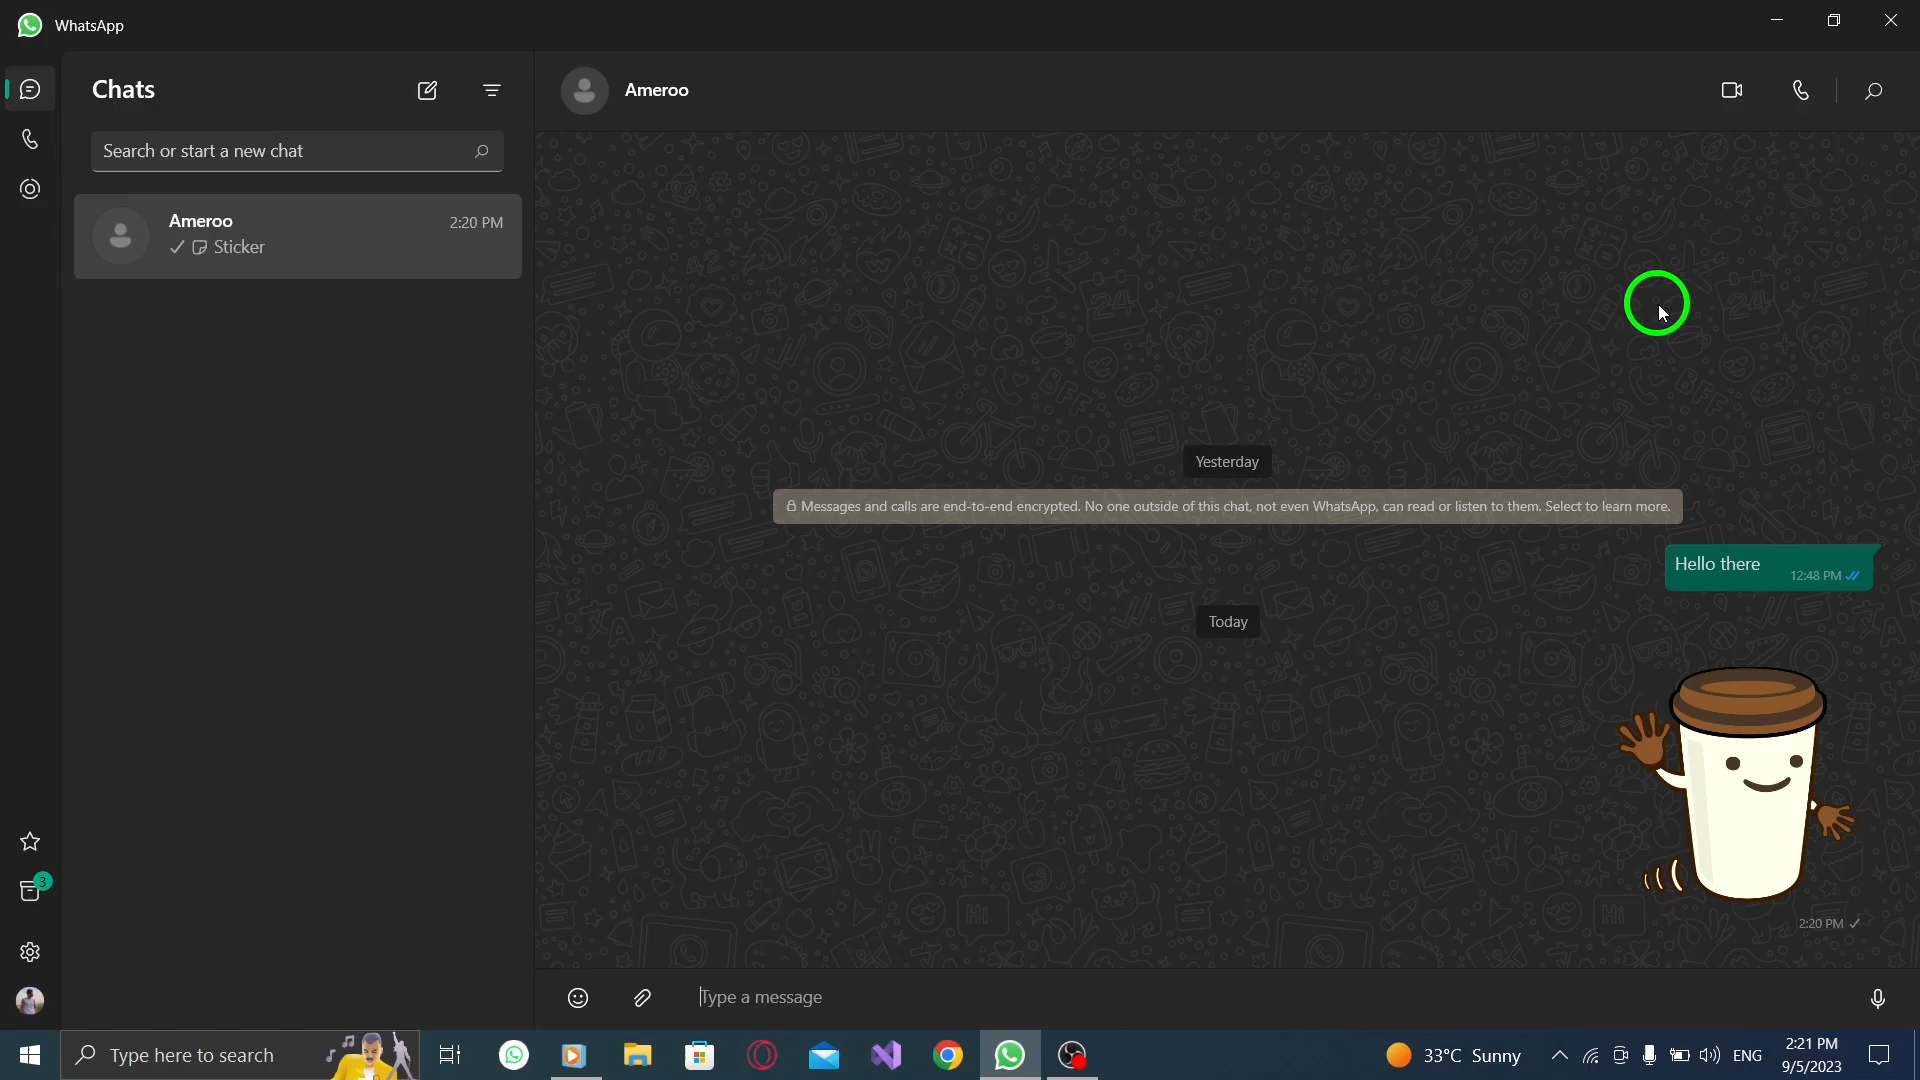 WhatsApp
Chats
Search or start a new chat
Ameroo
2:20 PM
Sticker
3
Ameroo
Yesterday
Messages and calls are end-to-end encrypted. No one outside of this chat, not even WhatsApp, can read or listen to them. Select to learn more.
Hello there
12:48 PM
Today
2:20 PM
Type a message
Type here to search
33°C Sunny
ENG
2:21 PM
9/5/2023